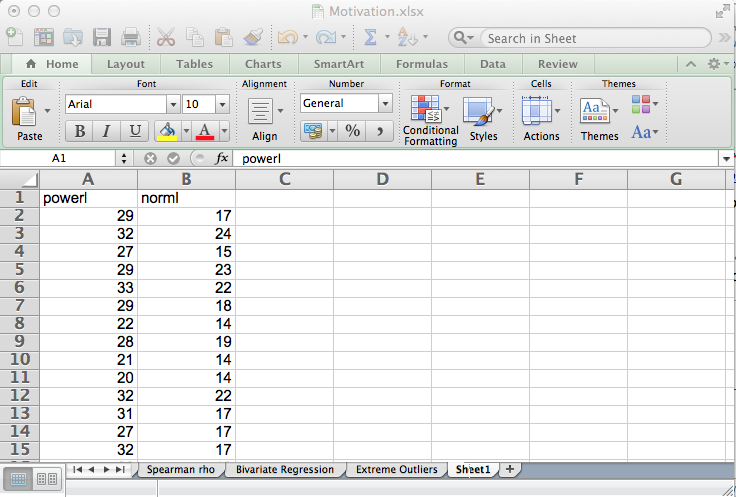 Motivation.xlsx
Search in Sheet
Home Layout Tables Charts SmartArt Formulas Data Review
Edit Font Alignment Number Format Cells Themes
Arial 10 General
B I U A % , Aa
Paste Align Conditional Formatting Styles Actions Themes Aa
A1 fx powerl
A B C D E F G
1 powerl norml
2 29 17
3 32 24
4 27 15
5 29 23
6 33 22
7 29 18
8 22 14
9 28 19
10 21 14
11 20 14
12 32 22
13 31 17
14 27 17
15 32 17
Spearman rho Bivariate Regression Extreme Outliers Sheet1 +